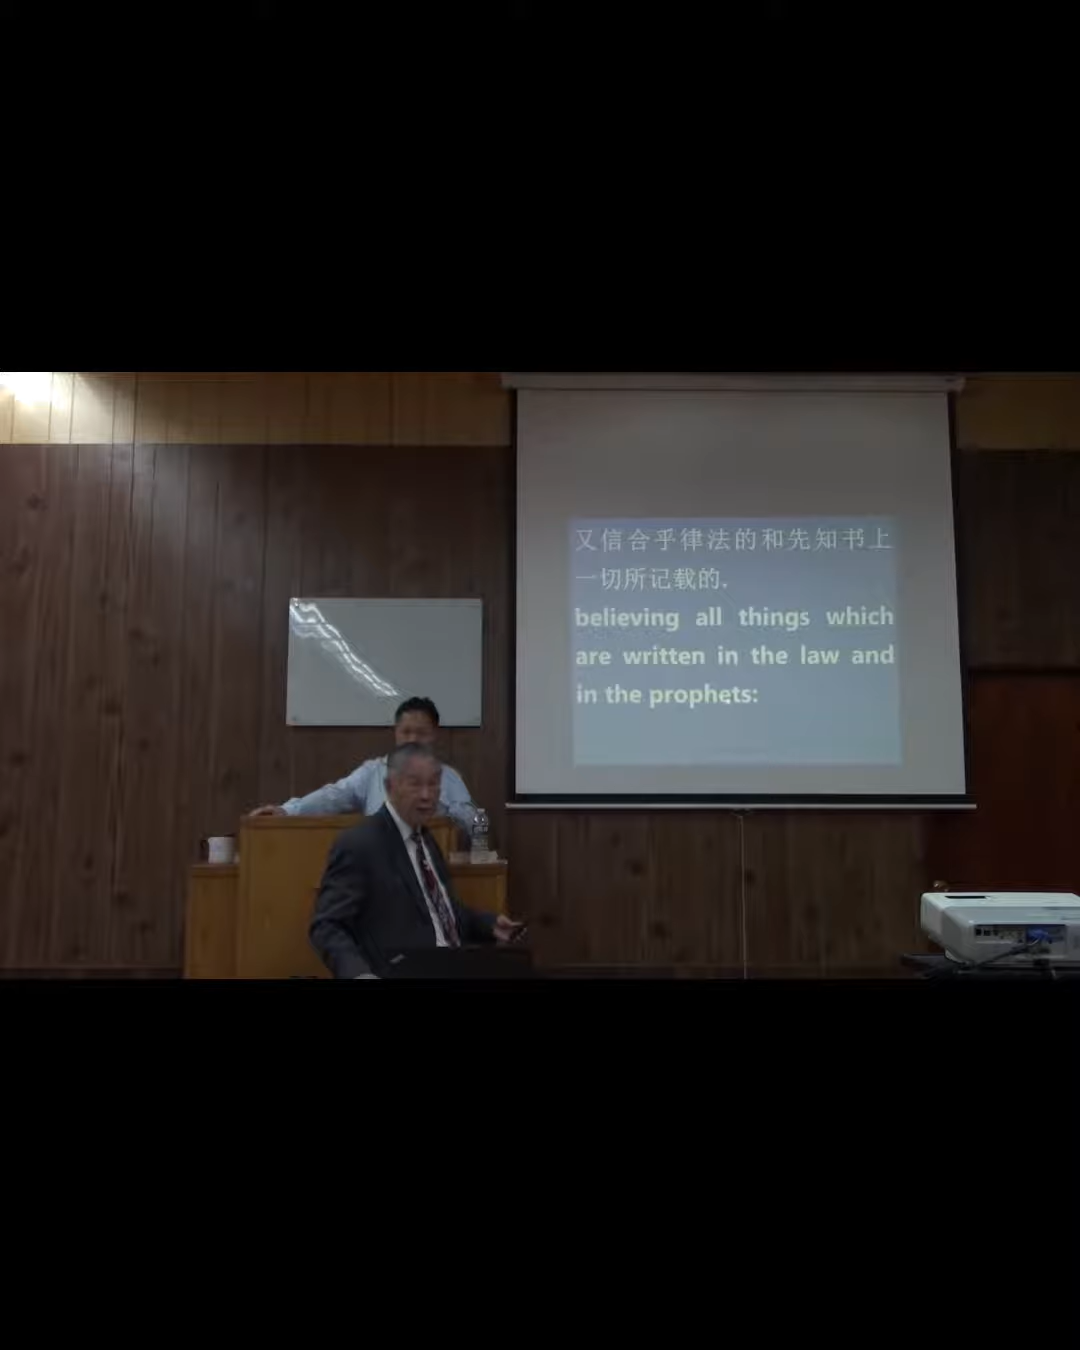 又信合乎律法的和先知书上
一切所记载的.
believing all things which
are written in the law and
in the prophets: